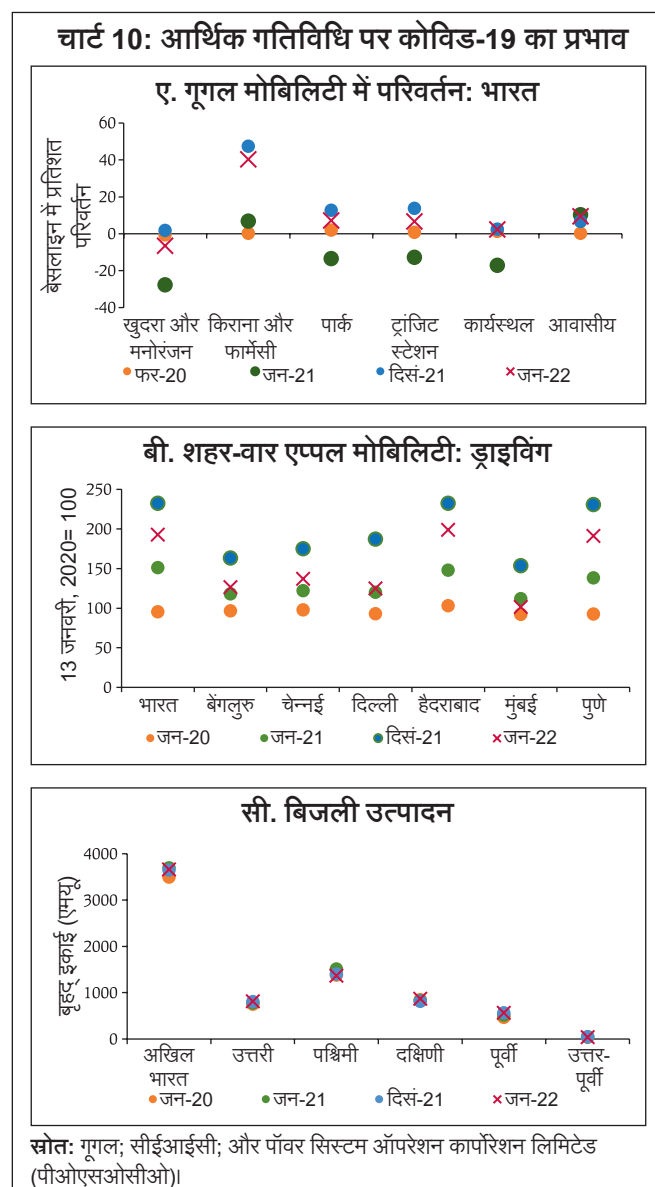 चार्ट 10: आर्थिक गतिविधि पर कोविड-19 का प्रभाव
ए. गूगल मोबिलिटी में परिवर्तन: भारत
बेसलाइन में प्रतिशत
परिवर्तन
60
40
20
0
-20
-40
खुदरा और किराना और पार्क ट्रांजिट कार्यस्थल आवासीय
मनोरंजन फार्मेसी स्टेशन
फर-20 जन-21 दिसं-21 जन-22
बी. शहर-वार एप्पल मोबिलिटी: ड्राइविंग
13 जनवरी, 2020= 100
250
200
150
100
50
0
भारत बेंगलुरु चेन्नई दिल्ली हैदराबाद मुंबई पुणे
जन-20 जन-21 दिसं-21 जन-22
सी. बिजली उत्पादन
बृहद् इकाई (एमयू)
4000
3000
2000
1000
0
अखिल उत्तरी पश्चिमी दक्षिणी पूर्वी उत्तर-
भारत पूर्वी
जन-20 जन-21 दिसं-21 जन-22
स्रोत: गूगल; सीईआईसी; और पॉवर सिस्टम ऑपरेशन कार्पोरेशन लिमिटेड
(पीओएसओसीओ)।